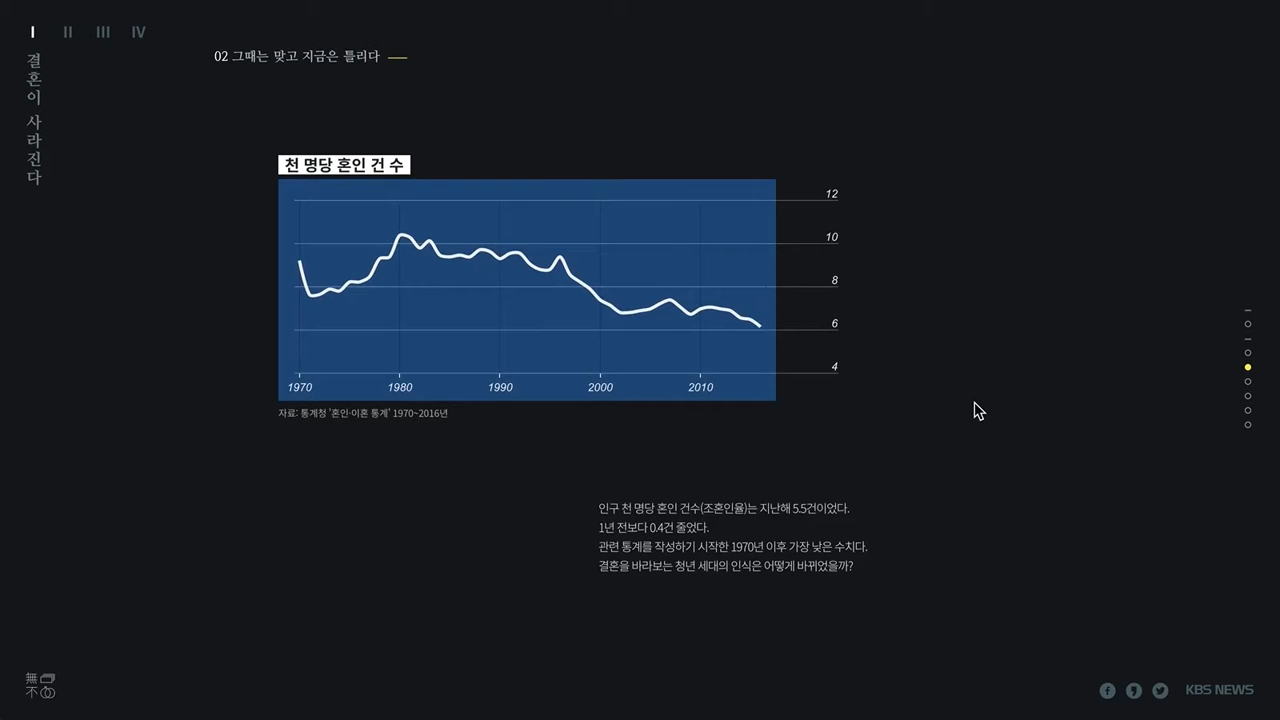 I II III IV
결혼이 사라진다
02 그때는 맞고 지금은 틀리다
천 명당 혼인 건 수
12
10
8
6
4
1970 1980 1990 2000 2010
자료: 통계청 '혼인·이혼 통계' 1970~2016년
인구 천 명당 혼인 건수(조혼인율)는 지난해 5.5건이었다.
1년 전보다 0.4건 줄었다.
관련 통계를 작성하기 시작한 1970년 이후 가장 낮은 수치다.
결혼을 바라보는 청년 세대의 인식은 어떻게 바뀌었을까?
無
不
KBS NEWS